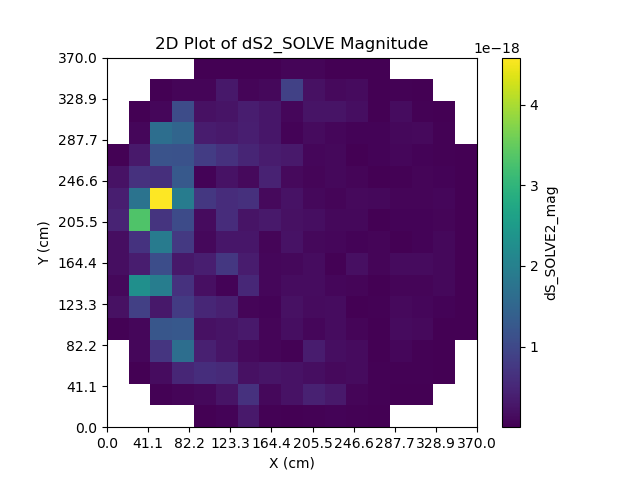 2D Plot of dS2_SOLVE Magnitude
1e−18
370.0
328.9
287.7
246.6
205.5
164.4
123.3
82.2
41.1
0.0
Y (cm)
0.0 41.1 82.2 123.3 164.4 205.5 246.6 287.7 328.9 370.0
X (cm)
4
3
2
1
dS_SOLVE2_mag